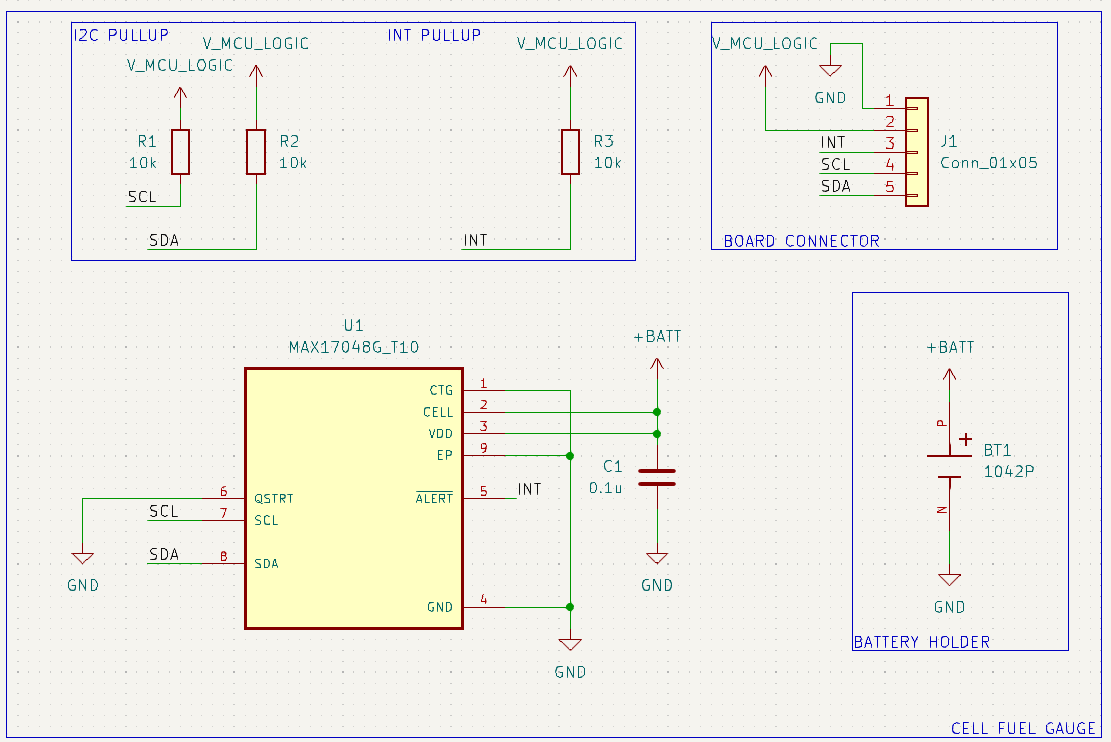 I2C PULLUP
INT PULLUP
V_MCU_LOGIC
V_MCU_LOGIC
V_MCU_LOGIC
R1
10k
R2
10k
R3
10k
SCL
SDA
INT
V_MCU_LOGIC
GND
1
2
INT 3
SCL 4
SDA 5
J1
Conn_01x05
BOARD CONNECTOR
U1
MAX17048G_T10
CTG 1
CELL 2
VDD 3
EP 9
ALERT 5 INT
GND 4
6 QSTRT
SCL 7 SCL
SDA 8 SDA
GND
GND
+BATT
C1
0.1u
GND
+BATT
P
+
BT1
1042P
N
GND
BATTERY HOLDER
CELL FUEL GAUGE